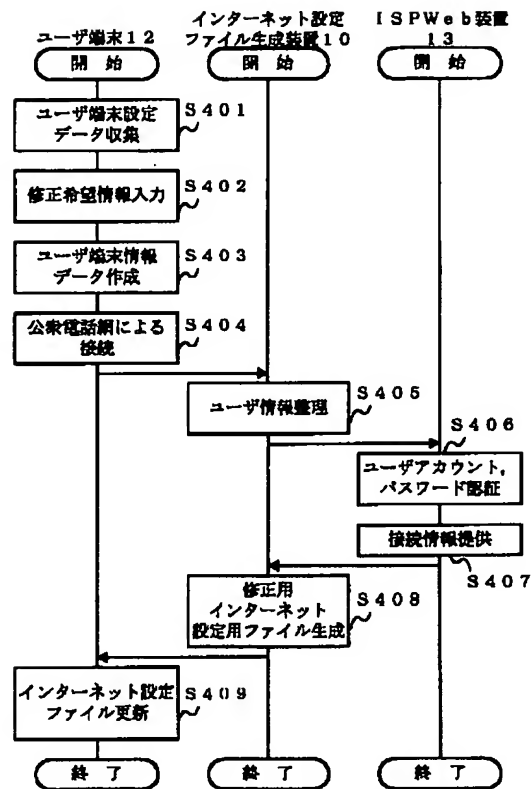 ユーザ端末12
インターネット設定
ファイル生成装置10
ISPWeb装置
13
開 始
開 始
開 始
ユーザ端末設定
データ収集
S401
修正希望情報入力
S402
ユーザ端末情報
データ作成
S403
公衆電話網による
接続
S404
ユーザ情報整理
S405
S406
ユーザアカウント,
パスワード認証
接続情報提供
S407
修正用
インターネット
設定用ファイル生成
S408
インターネット設定
ファイル更新
S409
終 了
終 了
終 了